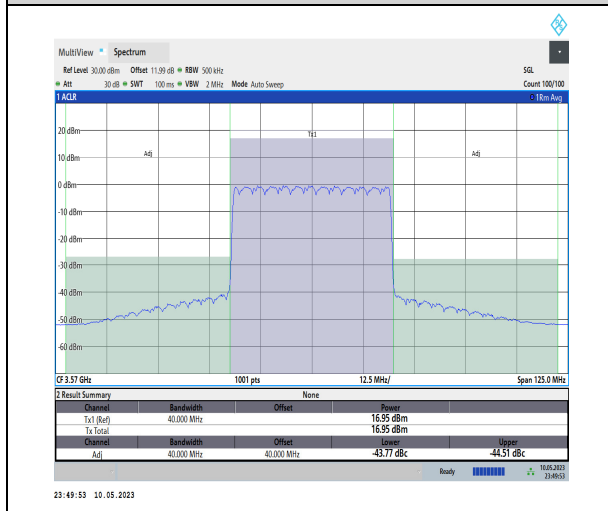 MultiView Spectrum
Ref Level 30.00 dBm Offset 11.99 dB RBW 500 kHz SGL
Att 30 dB SWT 100 ms VBW 2 MHz Mode Auto Sweep Count 100/100
1 ACLR 1Rm Avg
Tx1
20 dBm
Adj Adj
10 dBm
0 dBm
-10 dBm
-20 dBm
-30 dBm
-40 dBm
-50 dBm
-60 dBm
CF 3.57 GHz 1001 pts 12.5 MHz/ Span 125.0 MHz
2 Result Summary None
Channel Bandwidth Offset Power
Tx1 (Ref) 40.000 MHz 16.95 dBm
Tx Total 16.95 dBm
Channel Bandwidth Offset Lower Upper
Adj 40.000 MHz 40.000 MHz -43.77 dBc -44.51 dBc
Ready 10.05.2023
23:49:53
23:49:53 10.05.2023